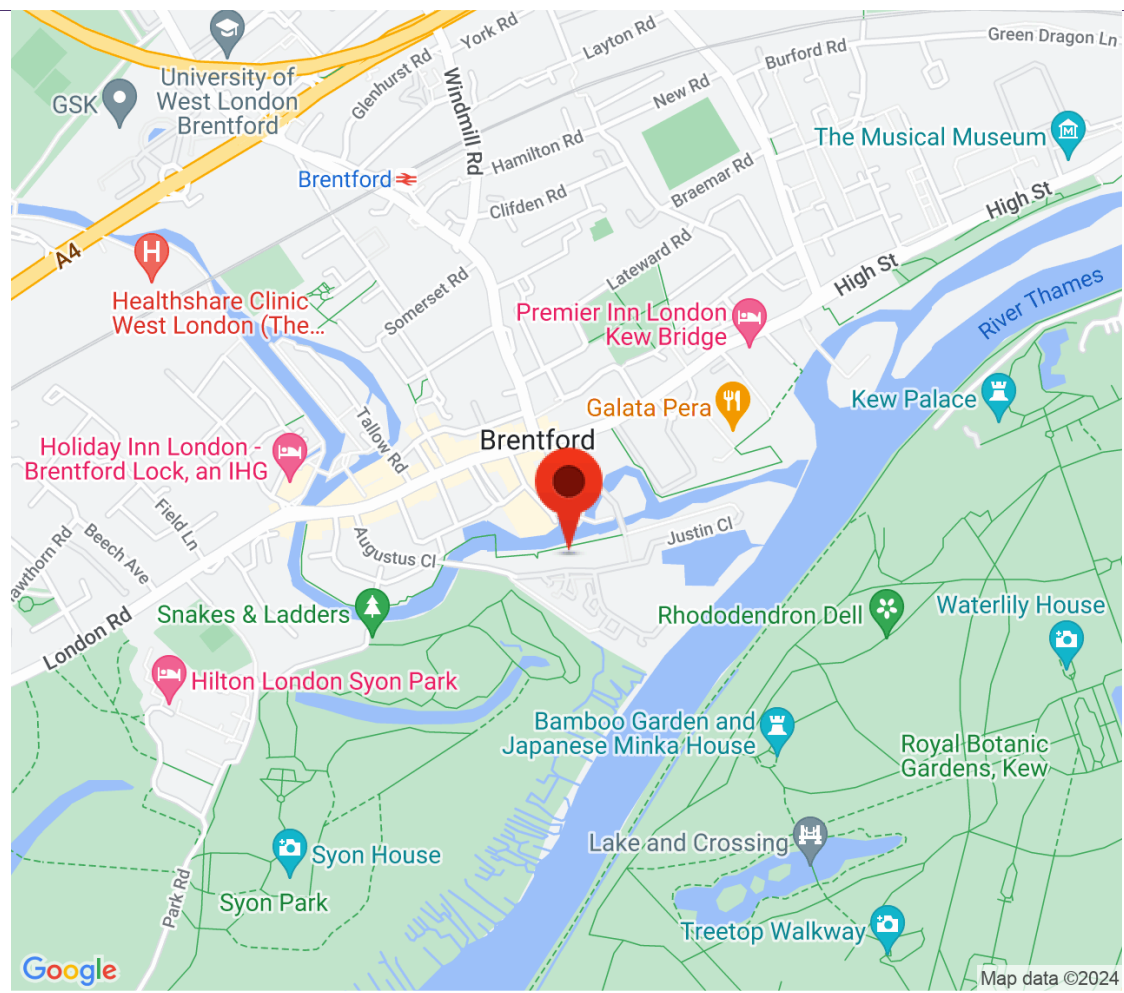 York Rd
Layton Rd
Green Dragon Ln
Burford Rd
University of
West London
Brentford
GSK
Glenhurst Rd
Windmill Rd
New Rd
The Musical Museum
Hamilton Rd
Brentford
Braemar Rd
Clifden Rd
High St
A4
Lateward Rd
High St
Healthshare Clinic
West London (The...
Somerset Rd
River Thames
Premier Inn London
Kew Bridge
Kew Palace
Galata Pera
Tallow Rd
Brentford
Holiday Inn London -
Brentford Lock, an IHG
Field Ln
Justin Cl
Augustus Cl
Beech Ave
Snakes & Ladders
Rhododendron Dell
Waterlily House
London Rd
Hilton London Syon Park
Bamboo Garden and
Japanese Minka House
Royal Botanic
Gardens, Kew
Lake and Crossing
Syon House
Park Rd
Syon Park
Treetop Walkway
Google
Map data ©2024